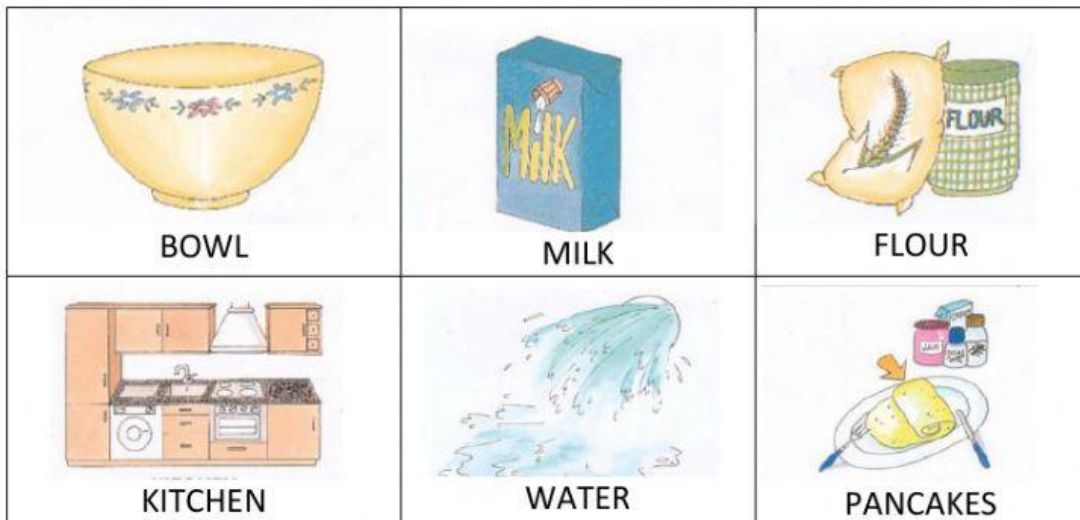 MILK
FLOUR
BOWL
MILK
FLOUR
JAM
KITCHEN
WATER
PANCAKES